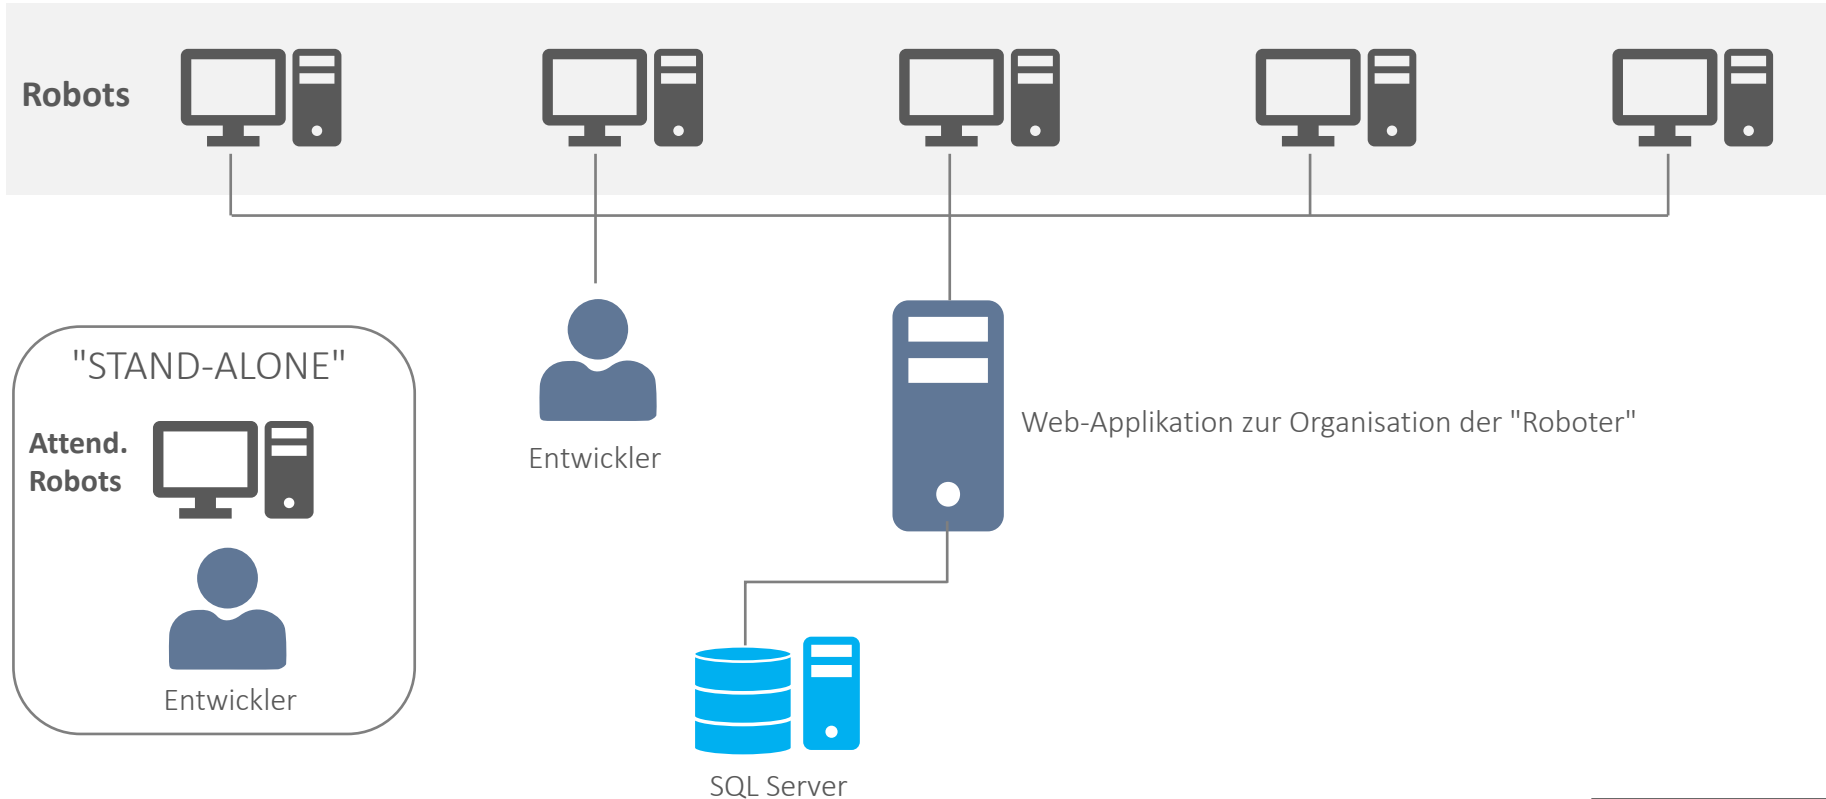 Robots
"STAND-ALONE"
Attend.
Robots
Entwickler
Entwickler
Web-Applikation zur Organisation der "Roboter"
SQL Server